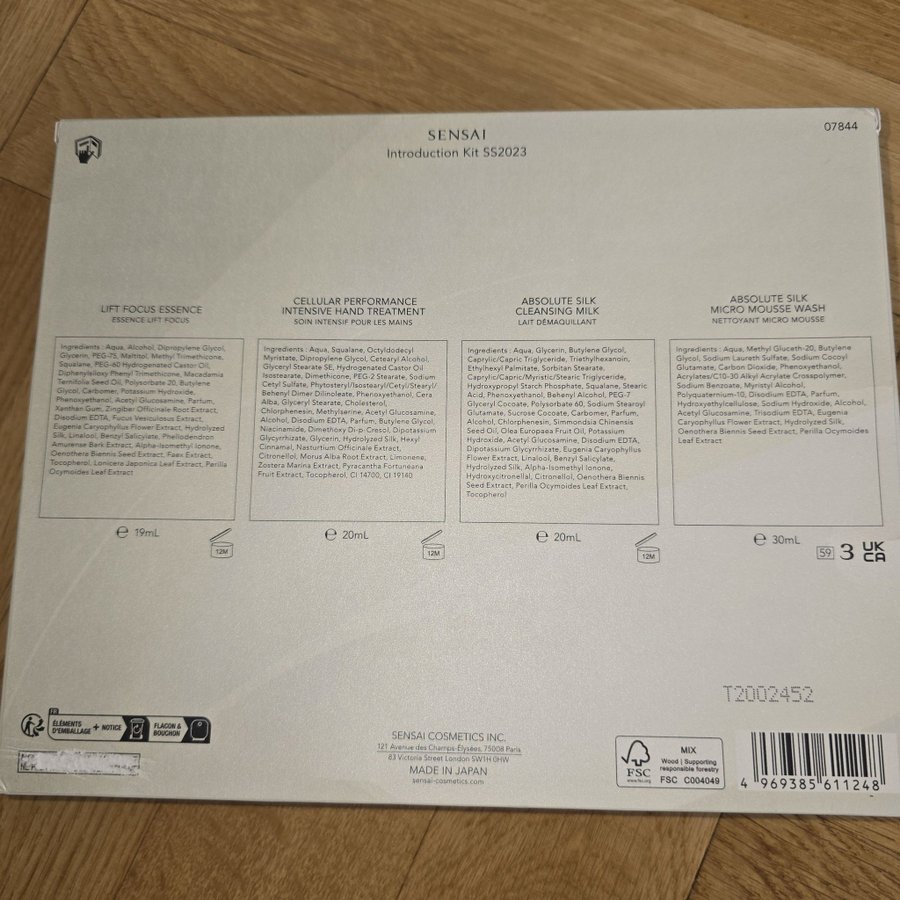 SENSAI
Introduction Kit SS2023
07844
LIFT FOCUS ESSENCE
ESSENCE LIFT FOCUS
Ingredients : Aqua, Alcohol, Dipropylene Glycol,
Glycerin, PEG-75, Maltitol, Methyl Trimethicone,
Squalane, PEG-60 Hydrogenated Castor Oil,
Diphenylsiloxy Phenyl Trimethicone, Macadamia
Ternifolia Seed Oil, Polysorbate 20, Butylene
Glycol, Carbomer, Potassium Hydroxide,
Phenoxyethanol, Acetyl Glucosamine, Parfum,
Xanthan Gum, Zingiber Officinale Root Extract,
Disodium EDTA, Fucus Vesiculosus Extract,
Eugenia Caryophyllus Flower Extract, Hydrolyzed
Silk, Linalool, Benzyl Salicylate, Phellodendron
Amurense Bark Extract, Alpha-Isomethyl Ionone,
Oenothera Biennis Seed Extract, Faex Extract,
Tocopherol, Lonicera Japonica Leaf Extract, Perilla
Ocymoides Leaf Extract
e 19mL
12M
CELLULAR PERFORMANCE
INTENSIVE HAND TREATMENT
SOIN INTENSIF POUR LES MAINS
Ingredients : Aqua, Squalane, Octyldodecyl
Myristate, Dipropylene Glycol, Cetearyl Alcohol,
Glyceryl Stearate SE, Hydrogenated Castor Oil
Isostearate, Dimethicone, PEG-2 Stearate, Sodium
Cetyl Sulfate, Phytosteryl/Isostearyl/Cetyl/Stearyl/
Behenyl Dimer Dilinoleate, Phenoxyethanol, Cera
Alba, Glyceryl Stearate, Cholesterol,
Chlorphenesin, Methylserine, Acetyl Glucosamine,
Alcohol, Disodium EDTA, Parfum, Butylene Glycol,
Niacinamide, Dimethoxy Di-p-Cresol, Dipotassium
Glycyrrhizate, Glycerin, Hydrolyzed Silk, Hexyl
Cinnamal, Nasturtium Officinale Extract,
Citronellol, Morus Alba Root Extract, Limonene,
Zostera Marina Extract, Pyracantha Fortuneana
Fruit Extract, Tocopherol, CI 14700, CI 19140
e 20mL
12M
ABSOLUTE SILK
CLEANSING MILK
LAIT DÉMAQUILLANT
Ingredients : Aqua, Glycerin, Butylene Glycol,
Caprylic/Capric Triglyceride, Triethylhexanoin,
Ethylhexyl Palmitate, Sorbitan Stearate,
Caprylic/Capric/Myristic/Stearic Triglyceride,
Hydroxypropyl Starch Phosphate, Squalane, Stearic
Acid, Phenoxyethanol, Behenyl Alcohol, PEG-7
Glyceryl Cocoate, Polysorbate 60, Sodium Stearoyl
Glutamate, Sucrose Cocoate, Carbomer, Parfum,
Alcohol, Chlorphenesin, Simmondsia Chinensis
Seed Oil, Olea Europaea Fruit Oil, Potassium
Hydroxide, Acetyl Glucosamine, Disodium EDTA,
Dipotassium Glycyrrhizate, Eugenia Caryophyllus
Flower Extract, Linalool, Benzyl Salicylate,
Hydrolyzed Silk, Alpha-Isomethyl Ionone,
Hydroxycitronellal, Citronellol, Oenothera Biennis
Seed Extract, Perilla Ocymoides Leaf Extract,
Tocopherol
e 20mL
12M
ABSOLUTE SILK
MICRO MOUSSE WASH
NETTOYANT MICRO MOUSSE
Ingredients : Aqua, Methyl Gluceth-20, Butylene
Glycol, Sodium Laureth Sulfate, Sodium Cocoyl
Glutamate, Carbon Dioxide, Phenoxyethanol,
Acrylates/C10-30 Alkyl Acrylate Crosspolymer,
Sodium Benzoate, Myristyl Alcohol,
Polyquaternium-10, Disodium EDTA, Parfum,
Hydroxyethylcellulose, Sodium Hydroxide, Alcohol,
Acetyl Glucosamine, Trisodium EDTA, Eugenia
Caryophyllus Flower Extract, Hydrolyzed Silk,
Oenothera Biennis Seed Extract, Perilla Ocymoides
Leaf Extract
e 30mL
59 3 UK
CA
T2002452
FR
ÉLÉMENTS
D'EMBALLAGE + NOTICE
FLACON &
BOUCHON
SENSAI COSMETICS INC.
121 Avenue des Champs-Élysées, 75008 Paris
83 Victoria Street London SW1H 0HW
MADE IN JAPAN
sensai-cosmetics.com
FSC
www.fsc.org
MIX
Wood | Supporting
responsible forestry
FSC C004049
4 969385 611248